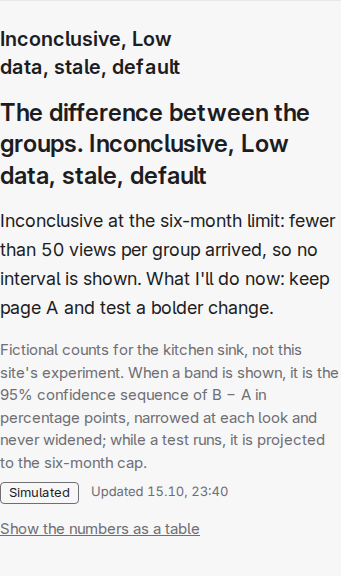 Inconclusive, Low
data, stale, default
The difference between the
groups. Inconclusive, Low
data, stale, default
Inconclusive at the six-month limit: fewer
than 50 views per group arrived, so no
interval is shown. What I'll do now: keep
page A and test a bolder change.
Fictional counts for the kitchen sink, not this
site's experiment. When a band is shown, it is the
95% confidence sequence of B − A in
percentage points, narrowed at each look and
never widened; while a test runs, it is projected
to the six-month cap.
Simulated Updated 15.10, 23:40
Show the numbers as a table